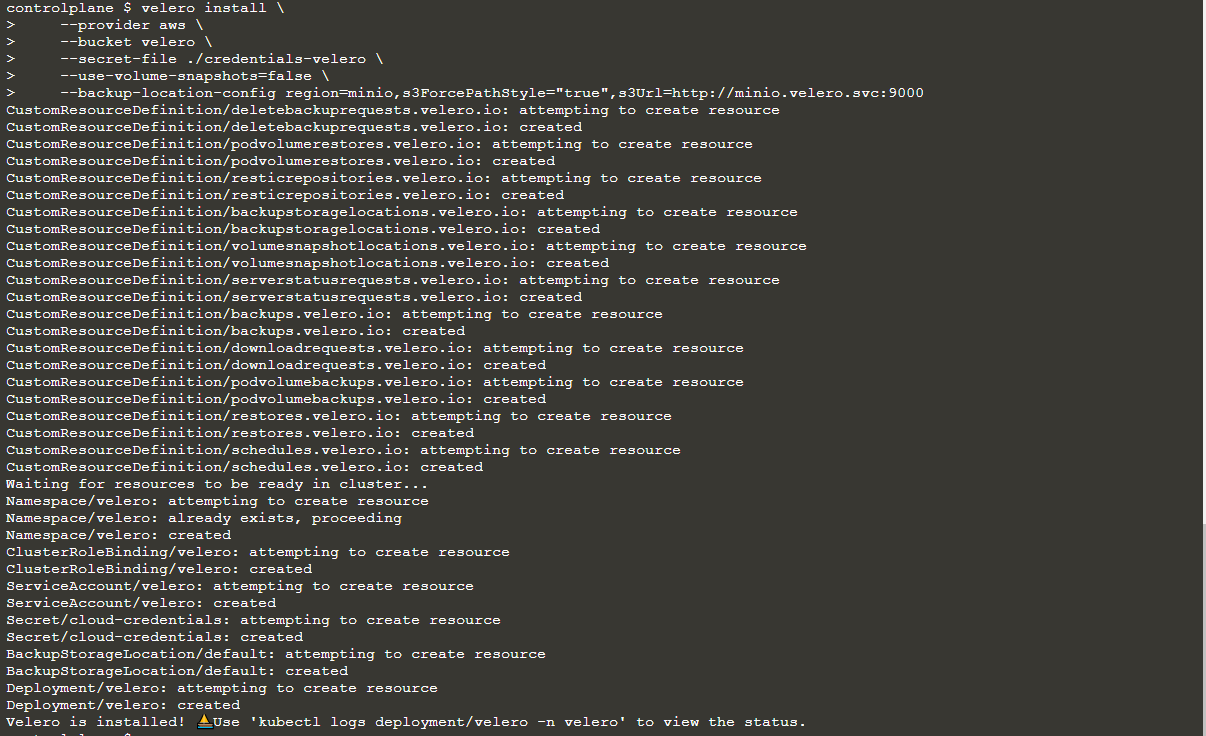 controlplane $ velero install \
>     --provider aws \
>     --bucket velero \
>     --secret-file ./credentials-velero \
>     --use-volume-snapshots=false \
>     --backup-location-config region=minio,s3ForcePathStyle="true",s3Url=http://minio.velero.svc:9000
CustomResourceDefinition/deletebackuprequests.velero.io: attempting to create resource
CustomResourceDefinition/deletebackuprequests.velero.io: created
CustomResourceDefinition/podvolumerestores.velero.io: attempting to create resource
CustomResourceDefinition/podvolumerestores.velero.io: created
CustomResourceDefinition/resticrepositories.velero.io: attempting to create resource
CustomResourceDefinition/resticrepositories.velero.io: created
CustomResourceDefinition/backupstoragelocations.velero.io: attempting to create resource
CustomResourceDefinition/backupstoragelocations.velero.io: created
CustomResourceDefinition/volumesnapshotlocations.velero.io: attempting to create resource
CustomResourceDefinition/volumesnapshotlocations.velero.io: created
CustomResourceDefinition/serverstatusrequests.velero.io: attempting to create resource
CustomResourceDefinition/serverstatusrequests.velero.io: created
CustomResourceDefinition/backups.velero.io: attempting to create resource
CustomResourceDefinition/backups.velero.io: created
CustomResourceDefinition/downloadrequests.velero.io: attempting to create resource
CustomResourceDefinition/downloadrequests.velero.io: created
CustomResourceDefinition/podvolumebackups.velero.io: attempting to create resource
CustomResourceDefinition/podvolumebackups.velero.io: created
CustomResourceDefinition/restores.velero.io: attempting to create resource
CustomResourceDefinition/restores.velero.io: created
CustomResourceDefinition/schedules.velero.io: attempting to create resource
CustomResourceDefinition/schedules.velero.io: created
Waiting for resources to be ready in cluster...
Namespace/velero: attempting to create resource
Namespace/velero: already exists, proceeding
Namespace/velero: created
ClusterRoleBinding/velero: attempting to create resource
ClusterRoleBinding/velero: created
ServiceAccount/velero: attempting to create resource
ServiceAccount/velero: created
Secret/cloud-credentials: attempting to create resource
Secret/cloud-credentials: created
BackupStorageLocation/default: attempting to create resource
BackupStorageLocation/default: created
Deployment/velero: attempting to create resource
Deployment/velero: created
Velero is installed! ⛵Use 'kubectl logs deployment/velero -n velero' to view the status.